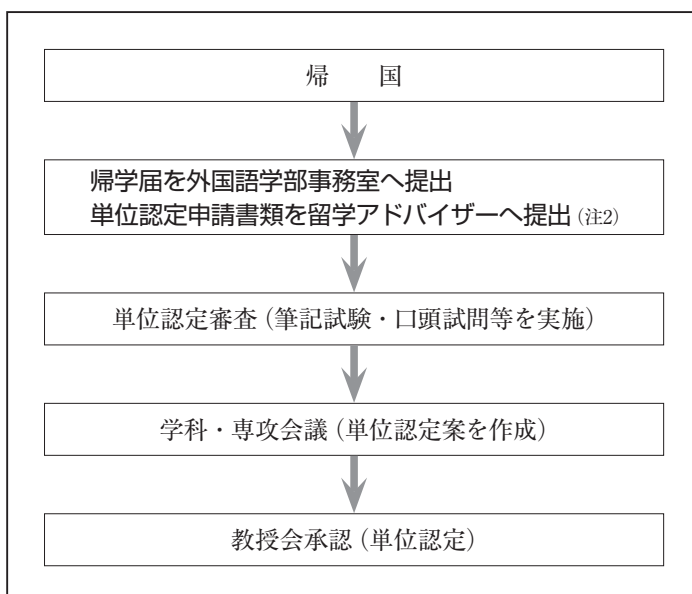 帰　国
帰学届を外国語学部事務室へ提出
単位認定申請書類を留学アドバイザーへ提出（注2）
単位認定審査（筆記試験・口頭試問等を実施）
学科・専攻会議（単位認定案を作成）
教授会承認（単位認定）